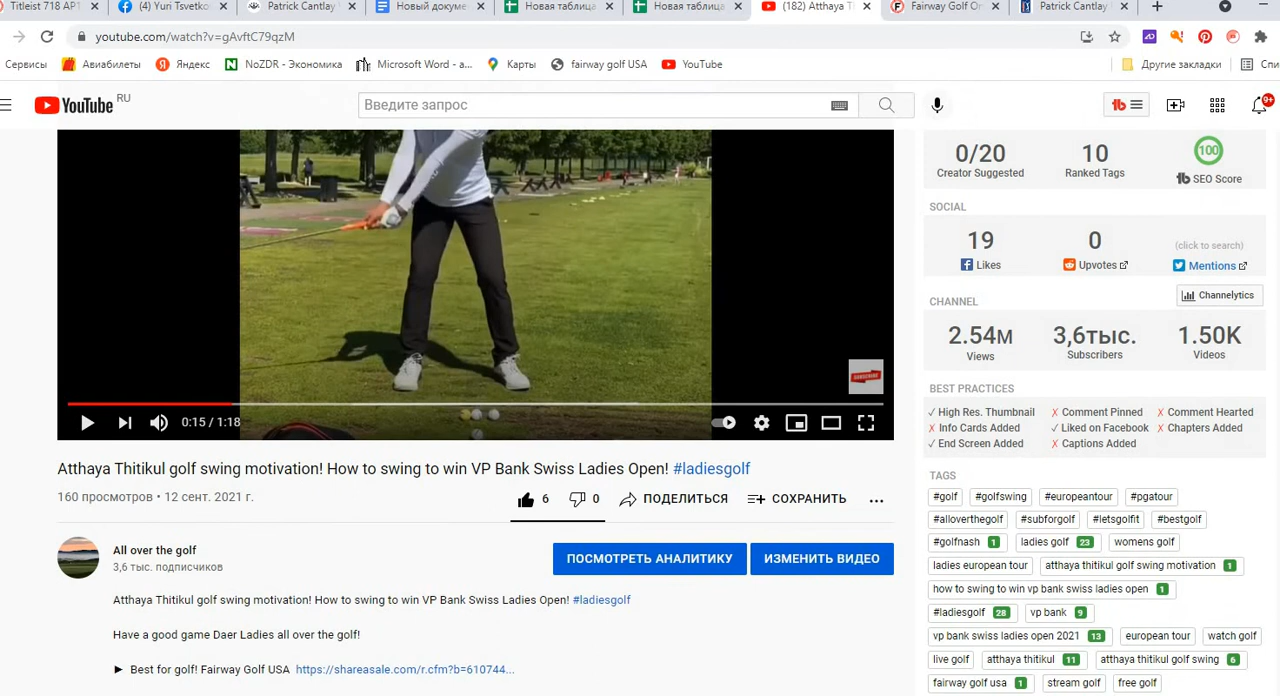 Titleist 718 AP1
(4) Yuri Tsvetko
Patrick Cantlay
Новый докуме
Новая таблица
Новая таблица
(182) Atthaya T
Fairway Golf On
Patrick Cantlay
youtube.com/watch?v=gAvftC79qzM
Сервисы
Авиабилеты
Яндекс
NoZDR - Экономика
Microsoft Word - a...
Карты
fairway golf USA
YouTube
Другие закладки
Спи
YouTube RU
Введите запрос
9+
0/20
Creator Suggested
10
Ranked Tags
100
tb SEO Score
SOCIAL
19
Likes
0
Upvotes
(click to search)
Mentions
CHANNEL
Channelytics
2.54M
Views
3,6тыс.
Subscribers
1.50K
Videos
BEST PRACTICES
✓ High Res. Thumbnail
✗ Comment Pinned
✗ Comment Hearted
✗ Info Cards Added
✓ Liked on Facebook
✗ Chapters Added
✓ End Screen Added
✗ Captions Added
TAGS
#golf #golfswing #europeantour #pgatour
#alloverthegolf #subforgolf #letsgolfit #bestgolf
#golfnash 1 ladies golf 23 womens golf
ladies european tour atthaya thitikul golf swing motivation 1
how to swing to win vp bank swiss ladies open 1
#ladiesgolf 28 vp bank 9
vp bank swiss ladies open 2021 13 european tour watch golf
live golf atthaya thitikul 11 atthaya thitikul golf swing 6
fairway golf usa 1 stream golf free golf
SUBSCRIBE
0:15 / 1:18
Atthaya Thitikul golf swing motivation! How to swing to win VP Bank Swiss Ladies Open! #ladiesgolf
160 просмотров • 12 сент. 2021 г.
6
0
ПОДЕЛИТЬСЯ
СОХРАНИТЬ
All over the golf
3,6 тыс. подписчиков
ПОСМОТРЕТЬ АНАЛИТИКУ
ИЗМЕНИТЬ ВИДЕО
Atthaya Thitikul golf swing motivation! How to swing to win VP Bank Swiss Ladies Open! #ladiesgolf
Have a good game Daer Ladies all over the golf!
► Best for golf! Fairway Golf USA https://shareasale.com/r.cfm?b=610744...